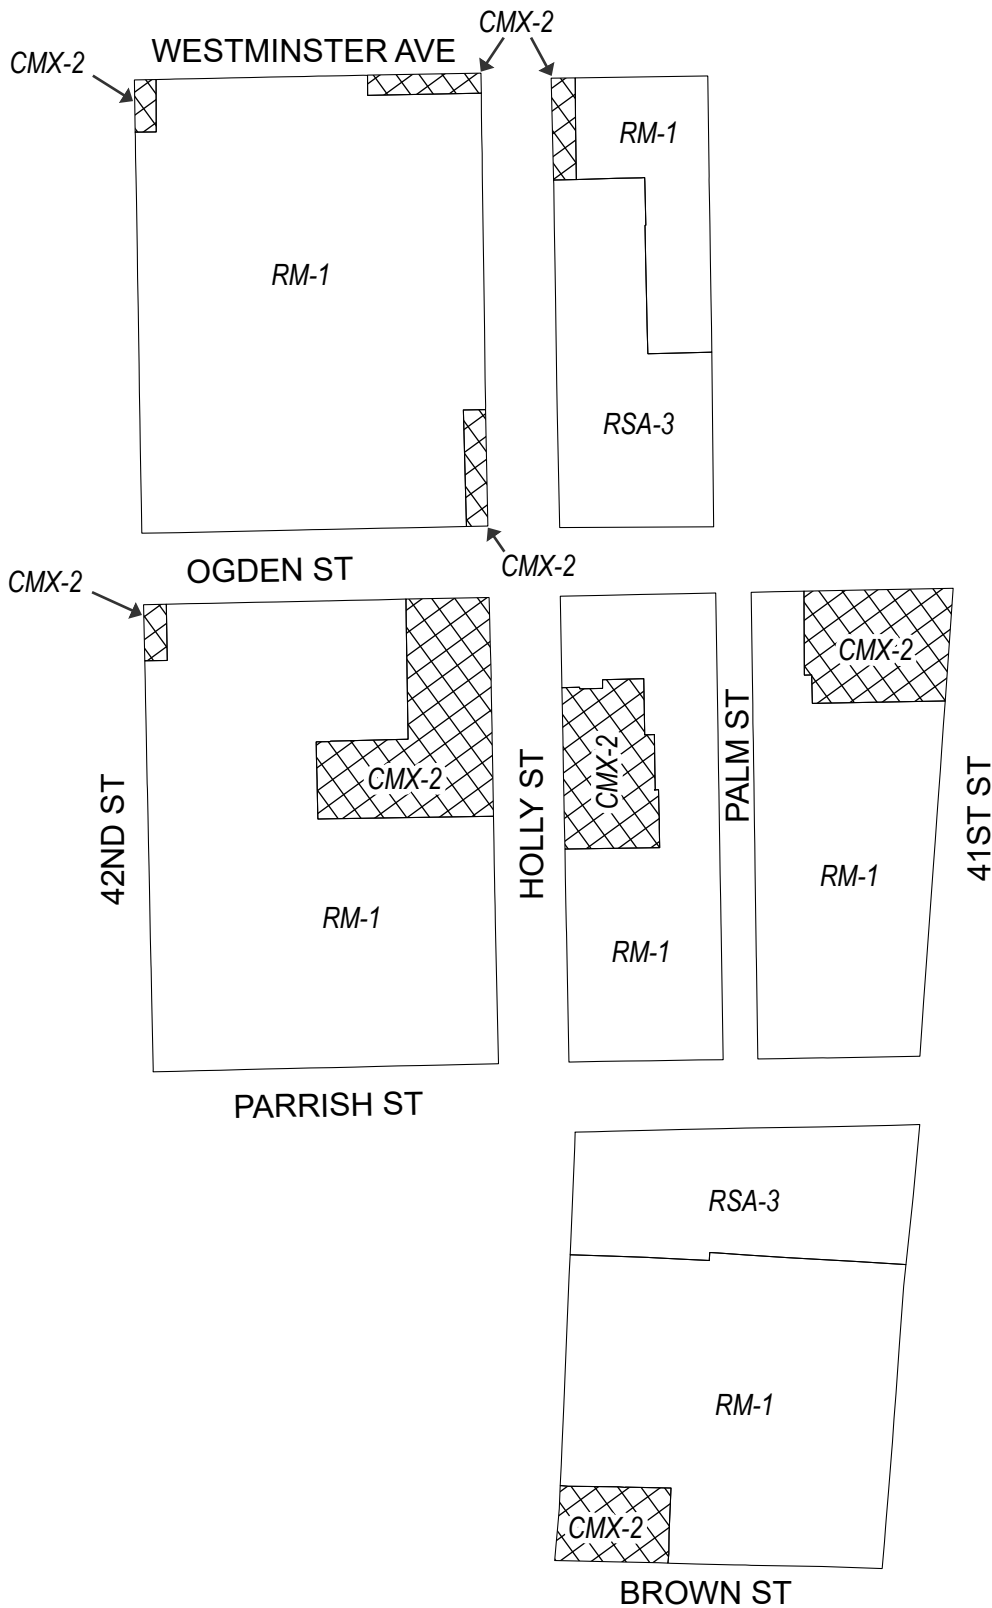 CMX-2
WESTMINSTER AVE
CMX-2
RM-1
RM-1
RSA-3
OGDEN ST
CMX-2
CMX-2
CMX-2
CMX-2
CMX-2
42ND ST
HOLLY ST
PALM ST
41ST ST
RM-1
RM-1
RM-1
PARRISH ST
RSA-3
RM-1
CMX-2
BROWN ST